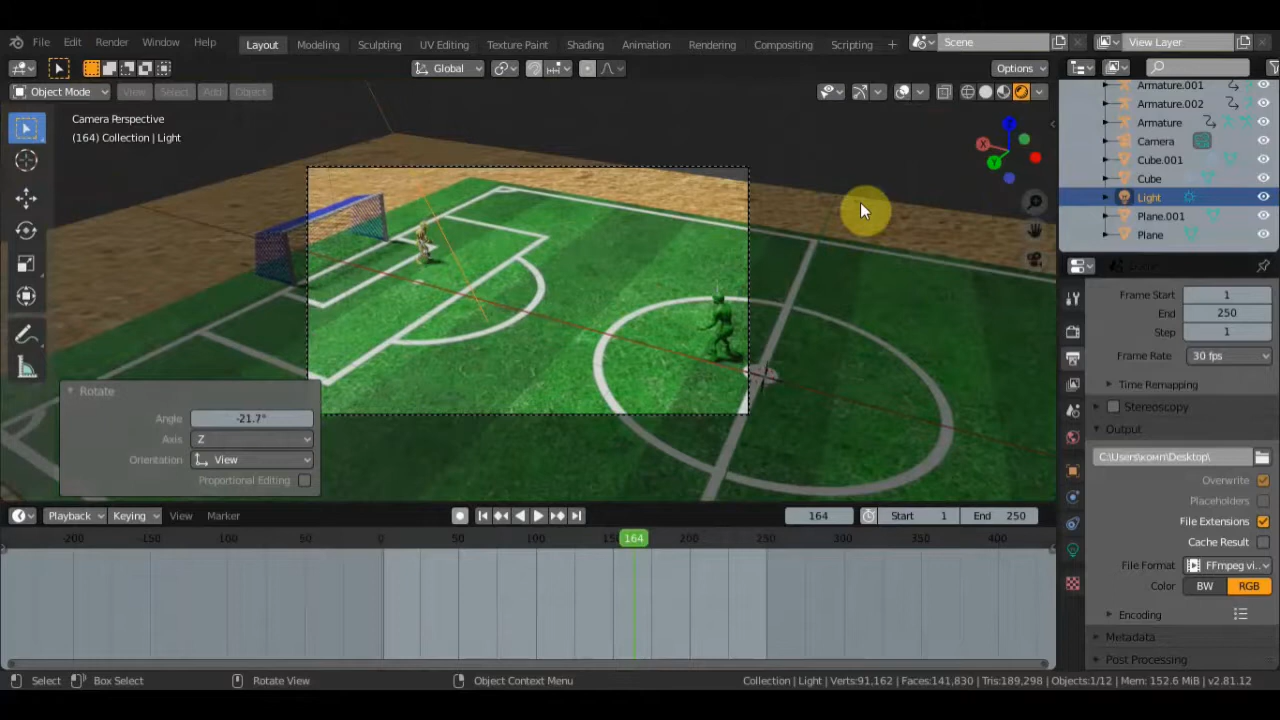 File Edit Render Window Help Layout Modeling Sculpting UV Editing Texture Paint Shading Animation Rendering Compositing Scripting + Scene View Layer
Global Options
Object Mode View Select Add Object
Camera Perspective
(164) Collection | Light
Z
X
Y
Armature.001
Armature.002
Armature
Camera
Cube.001
Cube
Light
Plane.001
Plane
Frame Start 1
End 250
Step 1
Frame Rate 30 fps
Time Remapping
Stereoscopy
Output
C:\Users\комп\Desktop\
Overwrite
Placeholders
File Extensions
Cache Result
File Format FFmpeg vi..
Color BW RGB
Encoding
Metadata
Post Processing
Rotate
Angle -21.7°
Axis Z
Orientation View
Proportional Editing
Playback Keying View Marker 164 Start 1 End 250
-200 -150 -100 -50 0 50 100 15 164 200 250 300 350 400
Select Box Select Rotate View Object Context Menu Collection | Light | Verts:91,162 | Faces:141,830 | Tris:189,298 | Objects:1/12 | Mem: 152.6 MiB | v2.81.12